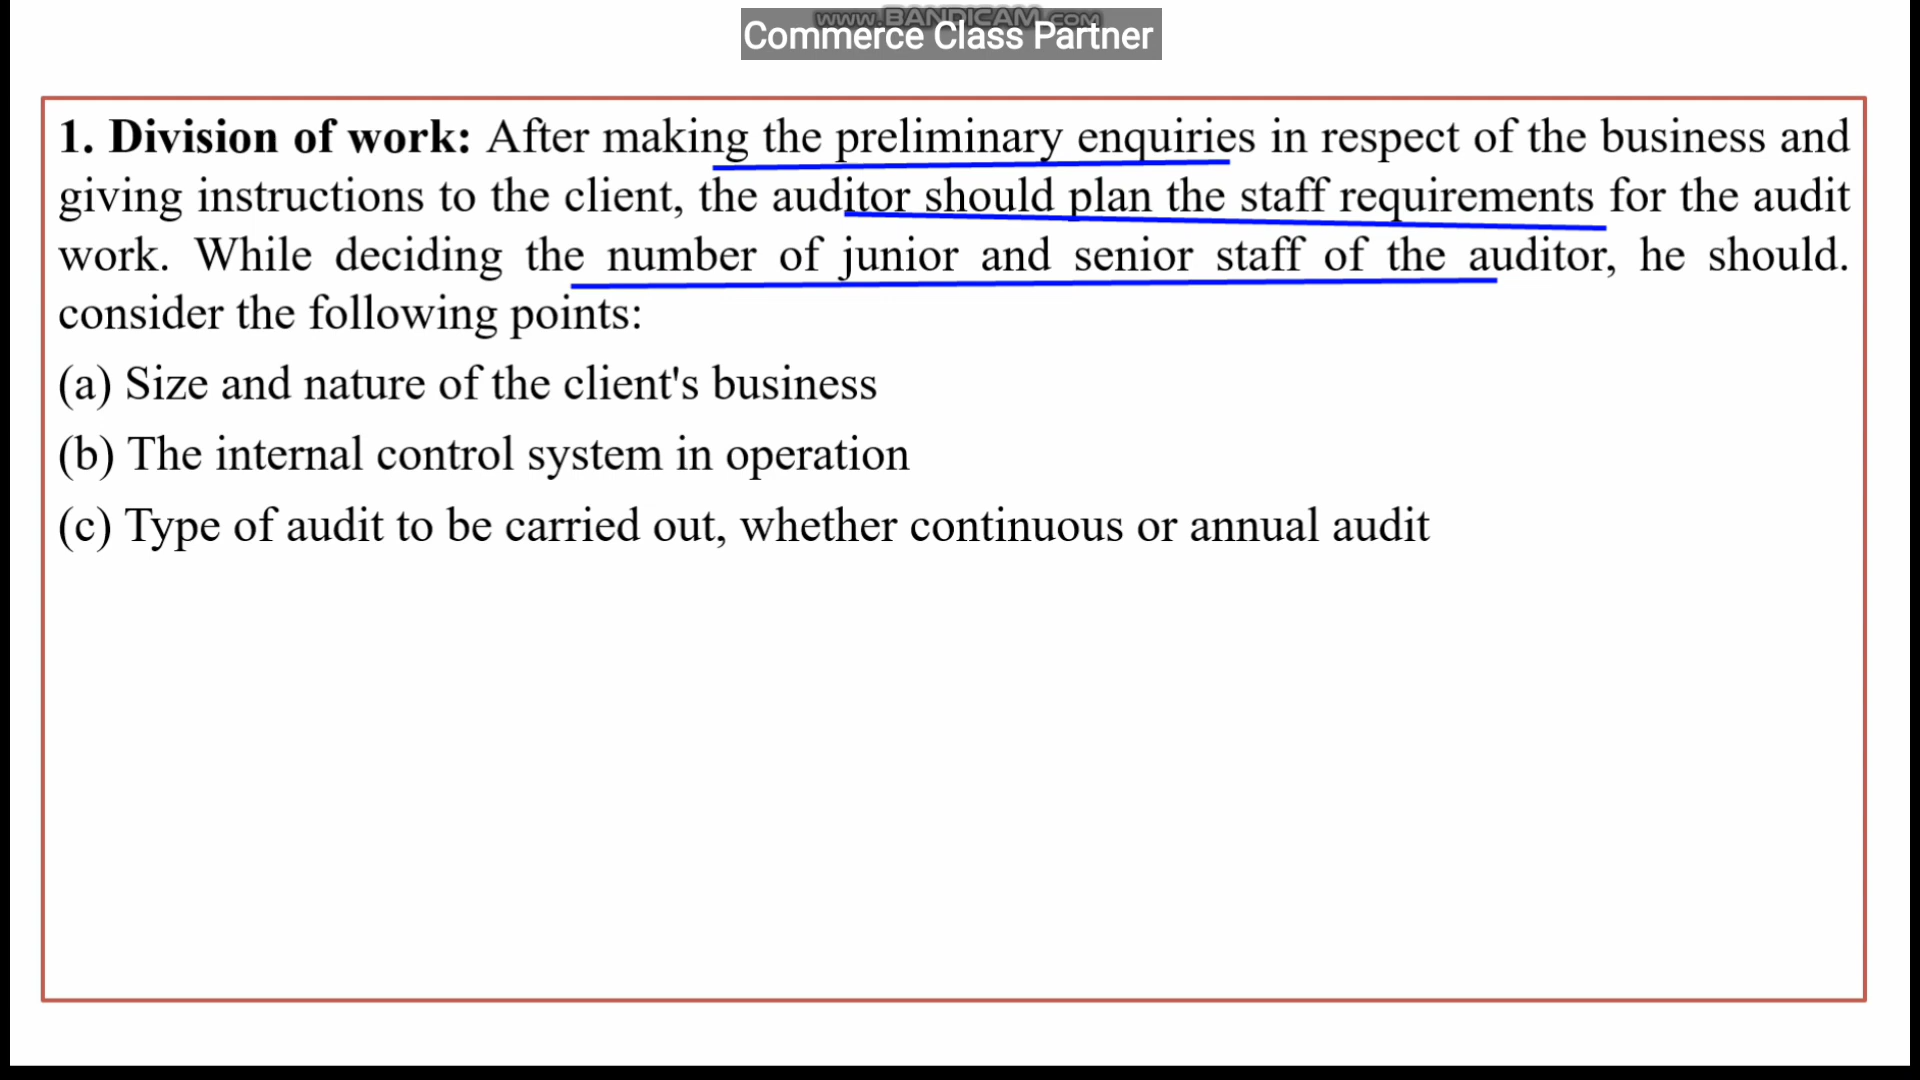 www.BANDICAM.COM
Commerce Class Partner
1. Division of work: After making the preliminary enquiries in respect of the business and
giving instructions to the client, the auditor should plan the staff requirements for the audit
work. While deciding the number of junior and senior staff of the auditor, he should.
consider the following points:
(a) Size and nature of the client's business
(b) The internal control system in operation
(c) Type of audit to be carried out, whether continuous or annual audit